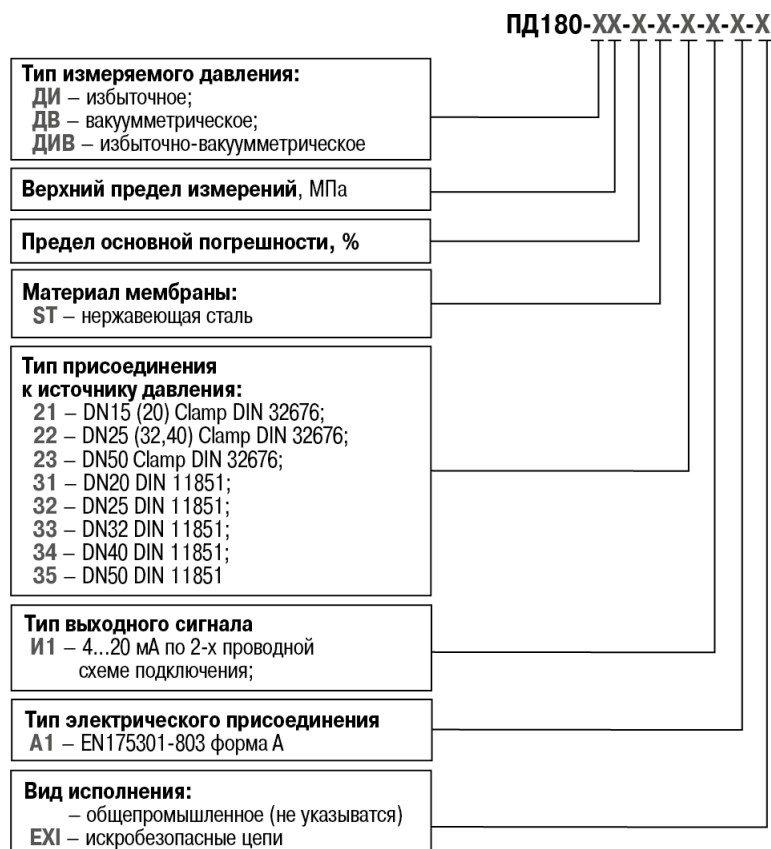 ПД180-ХХ-Х-Х-Х-Х-Х-Х
Тип измеряемого давления:
ДИ – избыточное;
ДВ – вакуумметрическое;
ДИВ – избыточно-вакуумметрическое
Верхний предел измерений, МПа
Предел основной погрешности, %
Материал мембраны:
ST – нержавеющая сталь
Тип присоединения
к источнику давления:
21 – DN15 (20) Clamp DIN 32676;
22 – DN25 (32,40) Clamp DIN 32676;
23 – DN50 Clamp DIN 32676;
31 – DN20 DIN 11851;
32 – DN25 DIN 11851;
33 – DN32 DIN 11851;
34 – DN40 DIN 11851;
35 – DN50 DIN 11851
Тип выходного сигнала
И1 – 4...20 мА по 2-х проводной
схеме подключения;
Тип электрического присоединения
А1 – EN175301-803 форма А
Вид исполнения:
– общепромышленное (не указыватся)
EXI – искробезопасные цепи